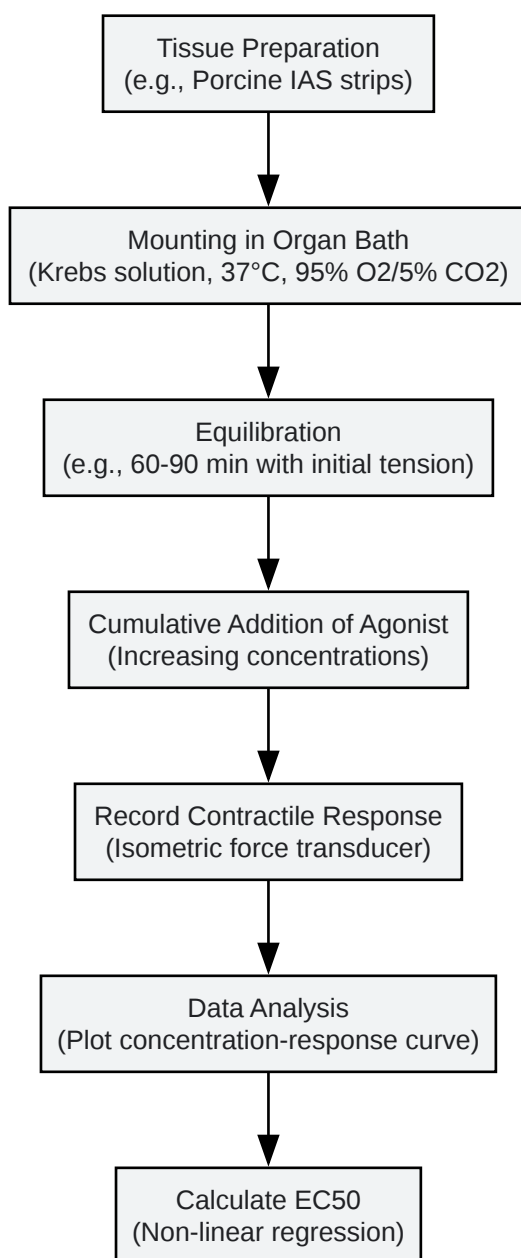 Tissue Preparation
(e.g., Porcine IAS strips)
Mounting in Organ Bath
(Krebs solution, 37°C, 95% O2/5% CO2)
Equilibration
(e.g., 60-90 min with initial tension)
Cumulative Addition of Agonist
(Increasing concentrations)
Record Contractile Response
(Isometric force transducer)
Data Analysis
(Plot concentration-response curve)
Calculate EC50
(Non-linear regression)